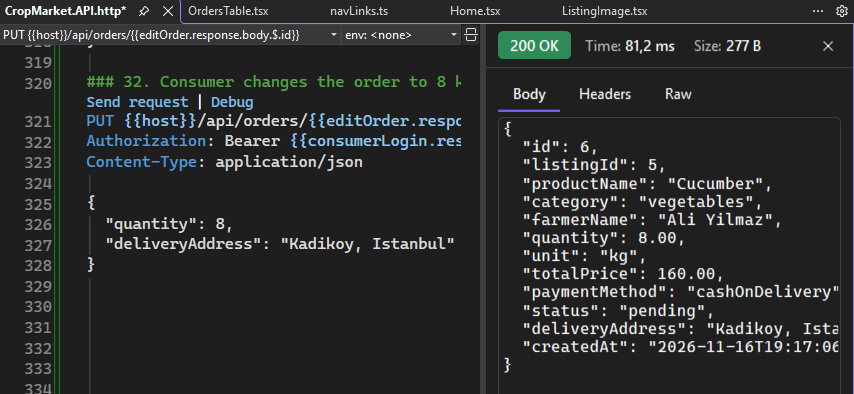 CropMarket.API.http*
OrdersTable.tsx
navLinks.ts
Home.tsx
ListingImage.tsx
PUT {{host}}/api/orders/{{editOrder.response.body.$.id}}
env: <none>
319
320 ### 32. Consumer changes the order to 8 k
Send request | Debug
321 PUT {{host}}/api/orders/{{editOrder.respo
322 Authorization: Bearer {{consumerLogin.res
323 Content-Type: application/json
324
325 {
326 "quantity": 8,
327 "deliveryAddress": "Kadikoy, Istanbul"
328 }
329
330
331
332
333
334
200 OK
Time: 81,2 ms
Size: 277 B
Body
Headers
Raw
{
"id": 6,
"listingId": 5,
"productName": "Cucumber",
"category": "vegetables",
"farmerName": "Ali Yilmaz",
"quantity": 8.00,
"unit": "kg",
"totalPrice": 160.00,
"paymentMethod": "cashOnDelivery"
"status": "pending",
"deliveryAddress": "Kadikoy, Ista
"createdAt": "2026-11-16T19:17:06
}